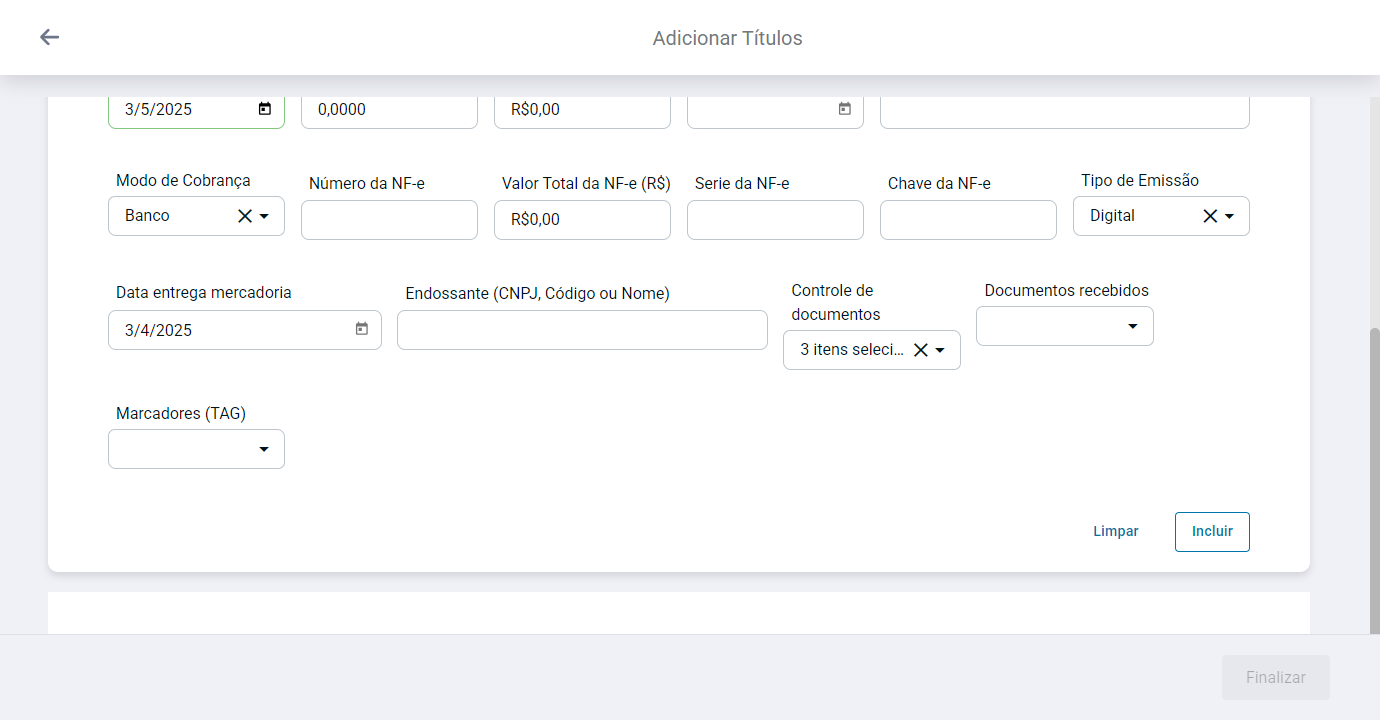 Adicionar Títulos
3/5/2025
0,0000
R$0,00
Modo de Cobrança
Número da NF-e
Valor Total da NF-e (R$)
Serie da NF-e
Chave da NF-e
Tipo de Emissão
Banco
R$0,00
Digital
Data entrega mercadoria
Endossante (CNPJ, Código ou Nome)
Controle de
documentos
Documentos recebidos
3/4/2025
3 itens seleci...
Marcadores (TAG)
Limpar
Incluir
Finalizar